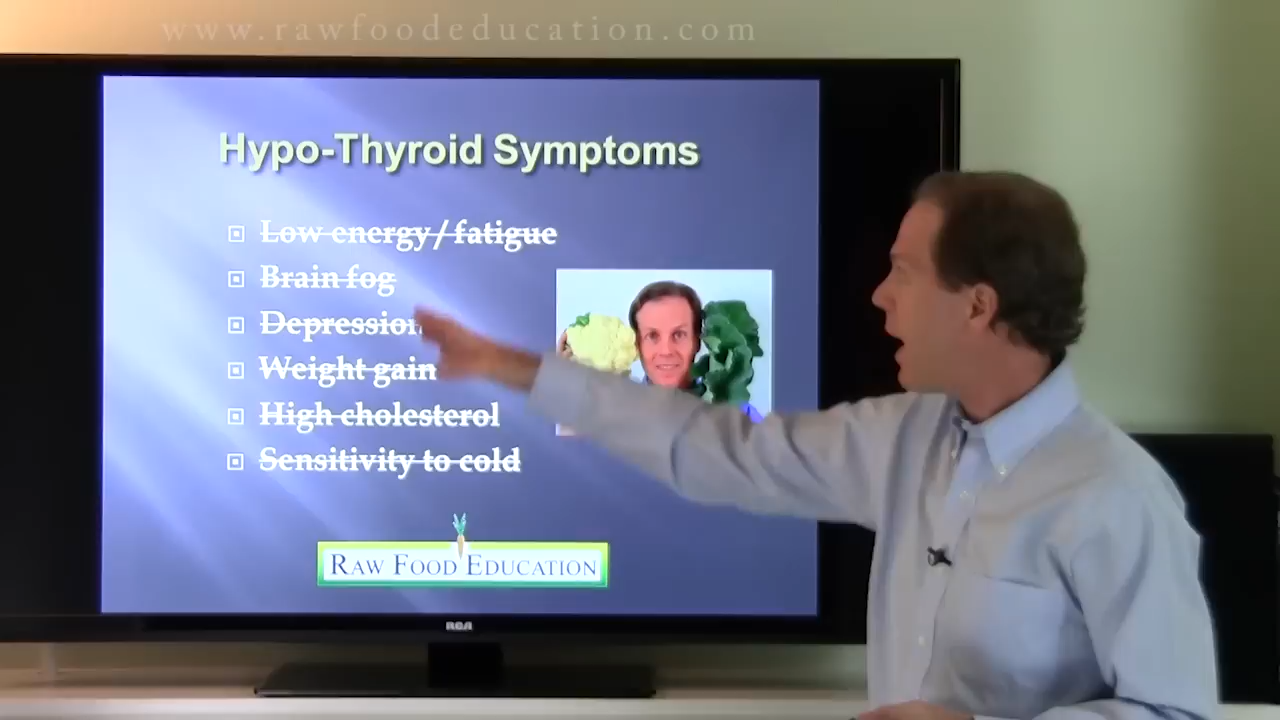 www.rawfoodeducation.com
Hypo-Thyroid Symptoms
Low energy/fatigue
Brain fog
Depression
Weight gain
High cholesterol
Sensitivity to cold
RAW FOOD EDUCATION
RCA